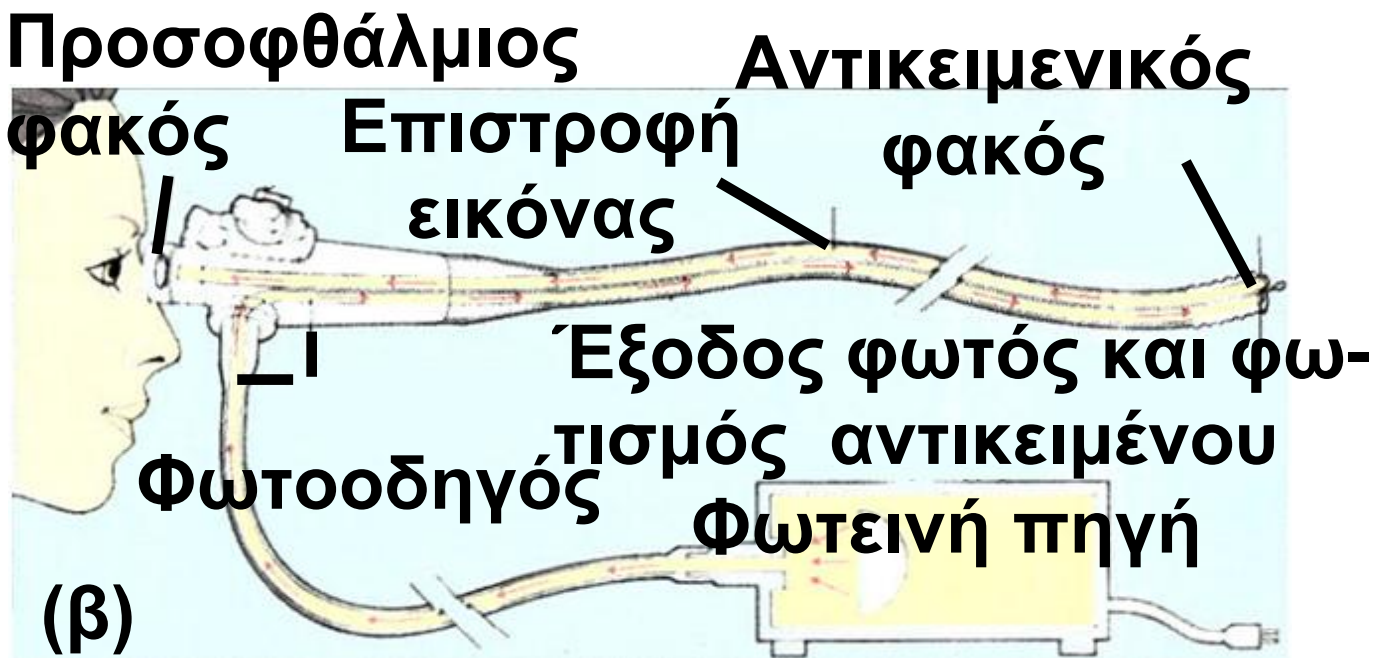 Προσοφθάλμιος
φακός
Επιστροφή
εικόνας
Αντικειμενικός
φακός
Έξοδος φωτός και φω-
τισμός αντικειμένου
Φωτοοδηγός
Φωτεινή πηγή
(β)